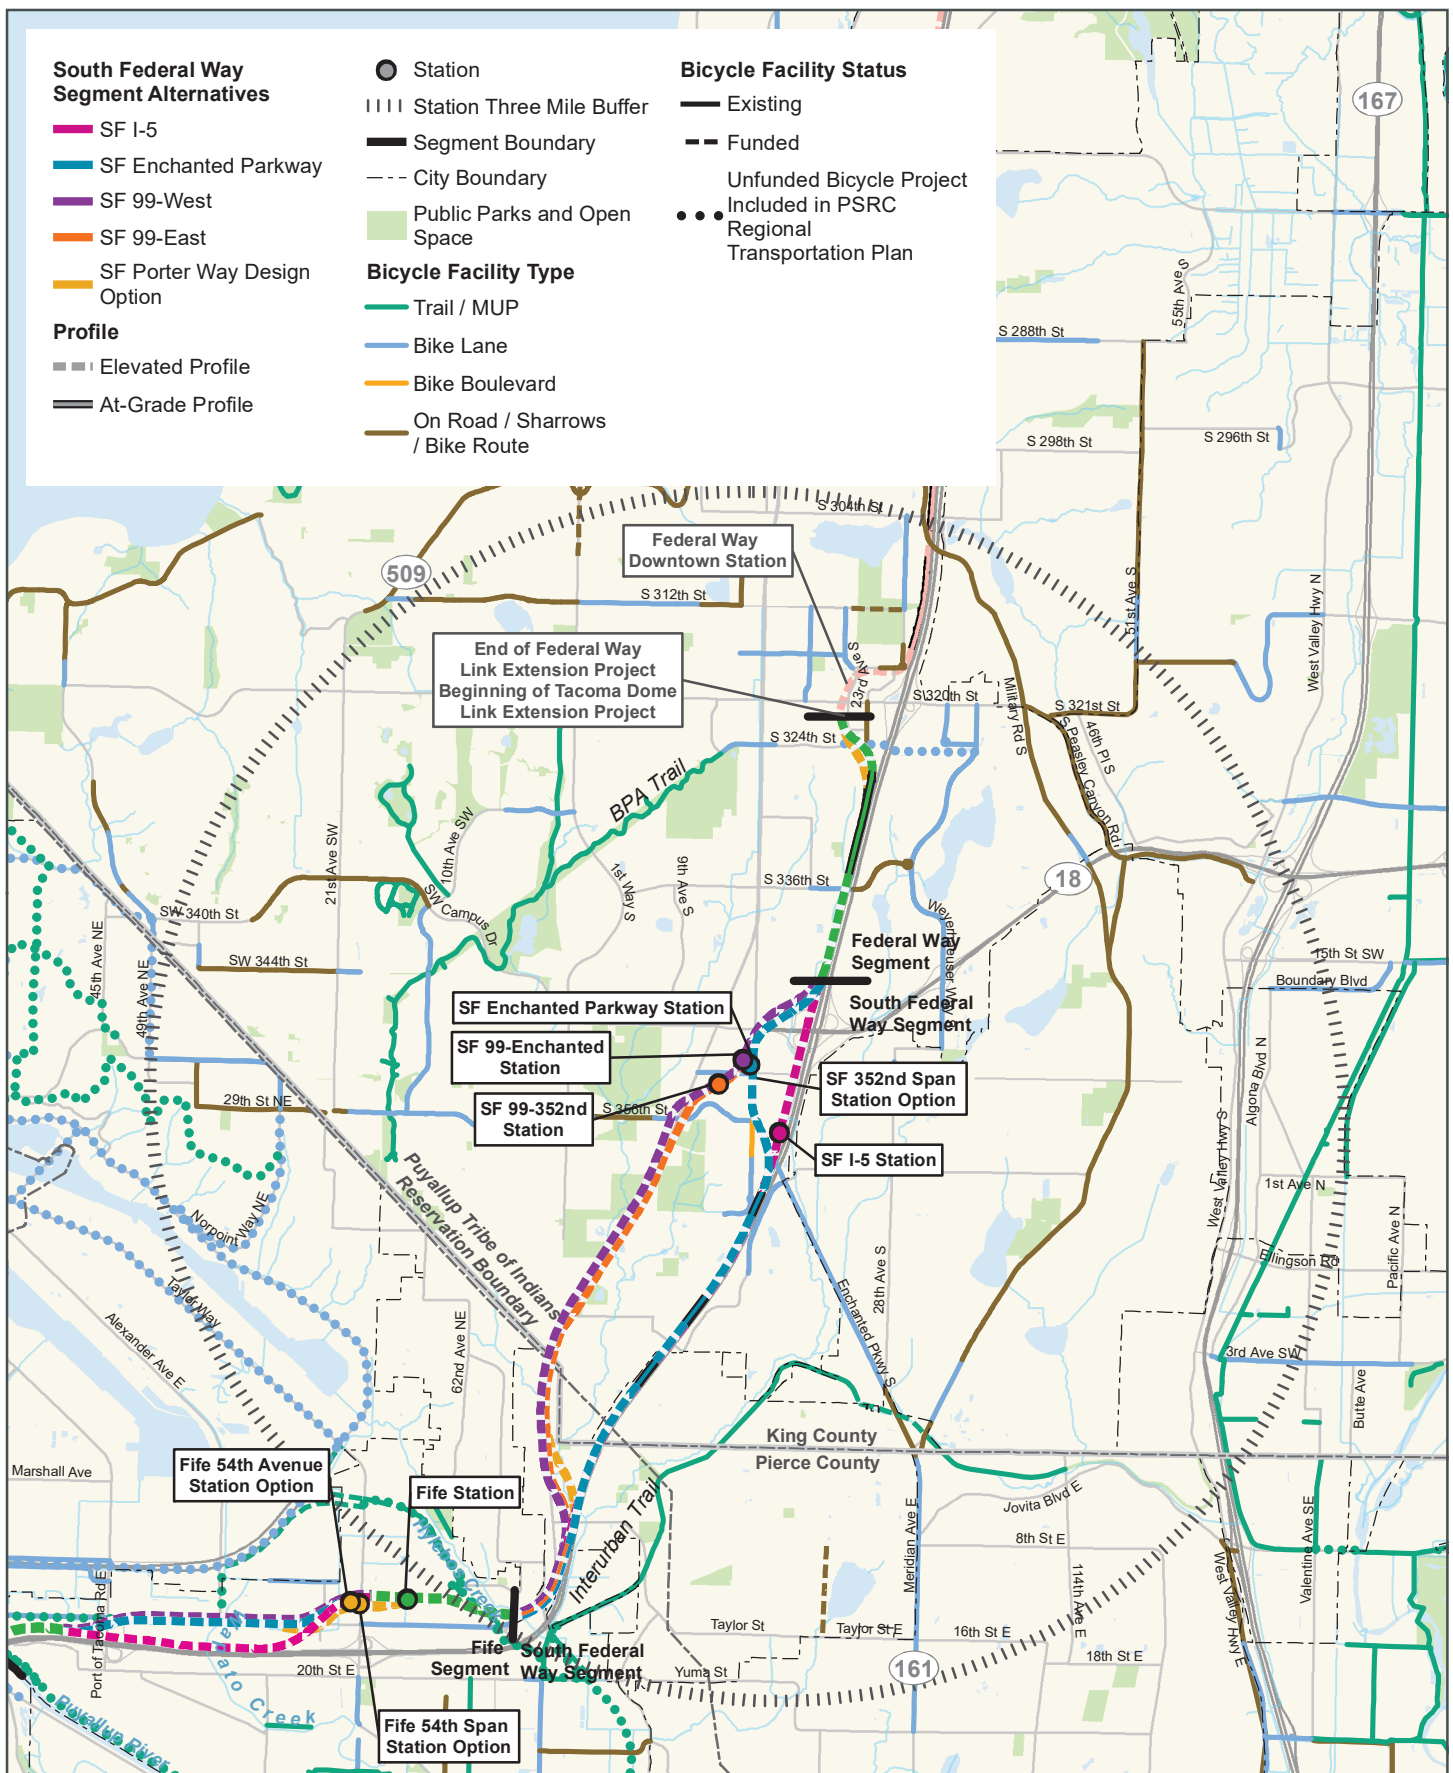 South Federal Way
Segment Alternatives
SF I-5
SF Enchanted Parkway
SF 99-West
SF 99-East
SF Porter Way Design
Option
Profile
Elevated Profile
At-Grade Profile
Station
Station Three Mile Buffer
Segment Boundary
City Boundary
Public Parks and Open
Space
Bicycle Facility Type
Trail / MUP
Bike Lane
Bike Boulevard
On Road / Sharrows
/ Bike Route
Bicycle Facility Status
Existing
Funded
Unfunded Bicycle Project
Included in PSRC
Regional
Transportation Plan
167
55th Ave S
S 288th St
S 298th St
S 296th St
S 304th St
Federal Way
Downtown Station
509
S 312th St
51st Ave S
West Valley Hwy N
End of Federal Way
Link Extension Project
Beginning of Tacoma Dome
Link Extension Project
23rd Ave S
S 320th St
Military Rd S
S 321st St
S Peasley Canyon Rd
46th Pl S
S 324th St
BPA Trail
21st Ave SW
10th Ave SW
1st Way S
9th Ave S
S 336th St
18
SW 340th St
SW Campus Dr
45th Ave NE
49th Ave NE
SW 344th St
Weyerhaeuser Way S
Federal Way
Segment
15th St SW
Boundary Blvd
South Federal
Way Segment
SF Enchanted Parkway Station
SF 99-Enchanted
Station
SF 352nd Span
Station Option
SF 99-352nd
Station
S 356th St
29th St NE
SF I-5 Station
Algona Blvd N
West Valley Hwy S
1st Ave N
Puyallup Tribe of Indians
Reservation Boundary
Norpoint Way NE
Taylor Way
Alexander Ave E
62nd Ave NE
28th Ave S
Enchanted Pkwy S
Ellingson Rd
Pacific Ave N
3rd Ave SW
Butte Ave
King County
Pierce County
Marshall Ave
Fife 54th Avenue
Station Option
Fife Station
Interurban Trail
Jovita Blvd E
8th St E
Meridian Ave E
114th Ave E
Valentine Ave SE
West Valley Hwy E
Hylebos Creek
Port of Tacoma Rd E
Wapato Creek
Taylor St
Taylor St E
16th St E
18th St E
Fife
Segment
South Federal
Way Segment
161
20th St E
Yuma St
Puyallup River
Fife 54th Span
Station Option